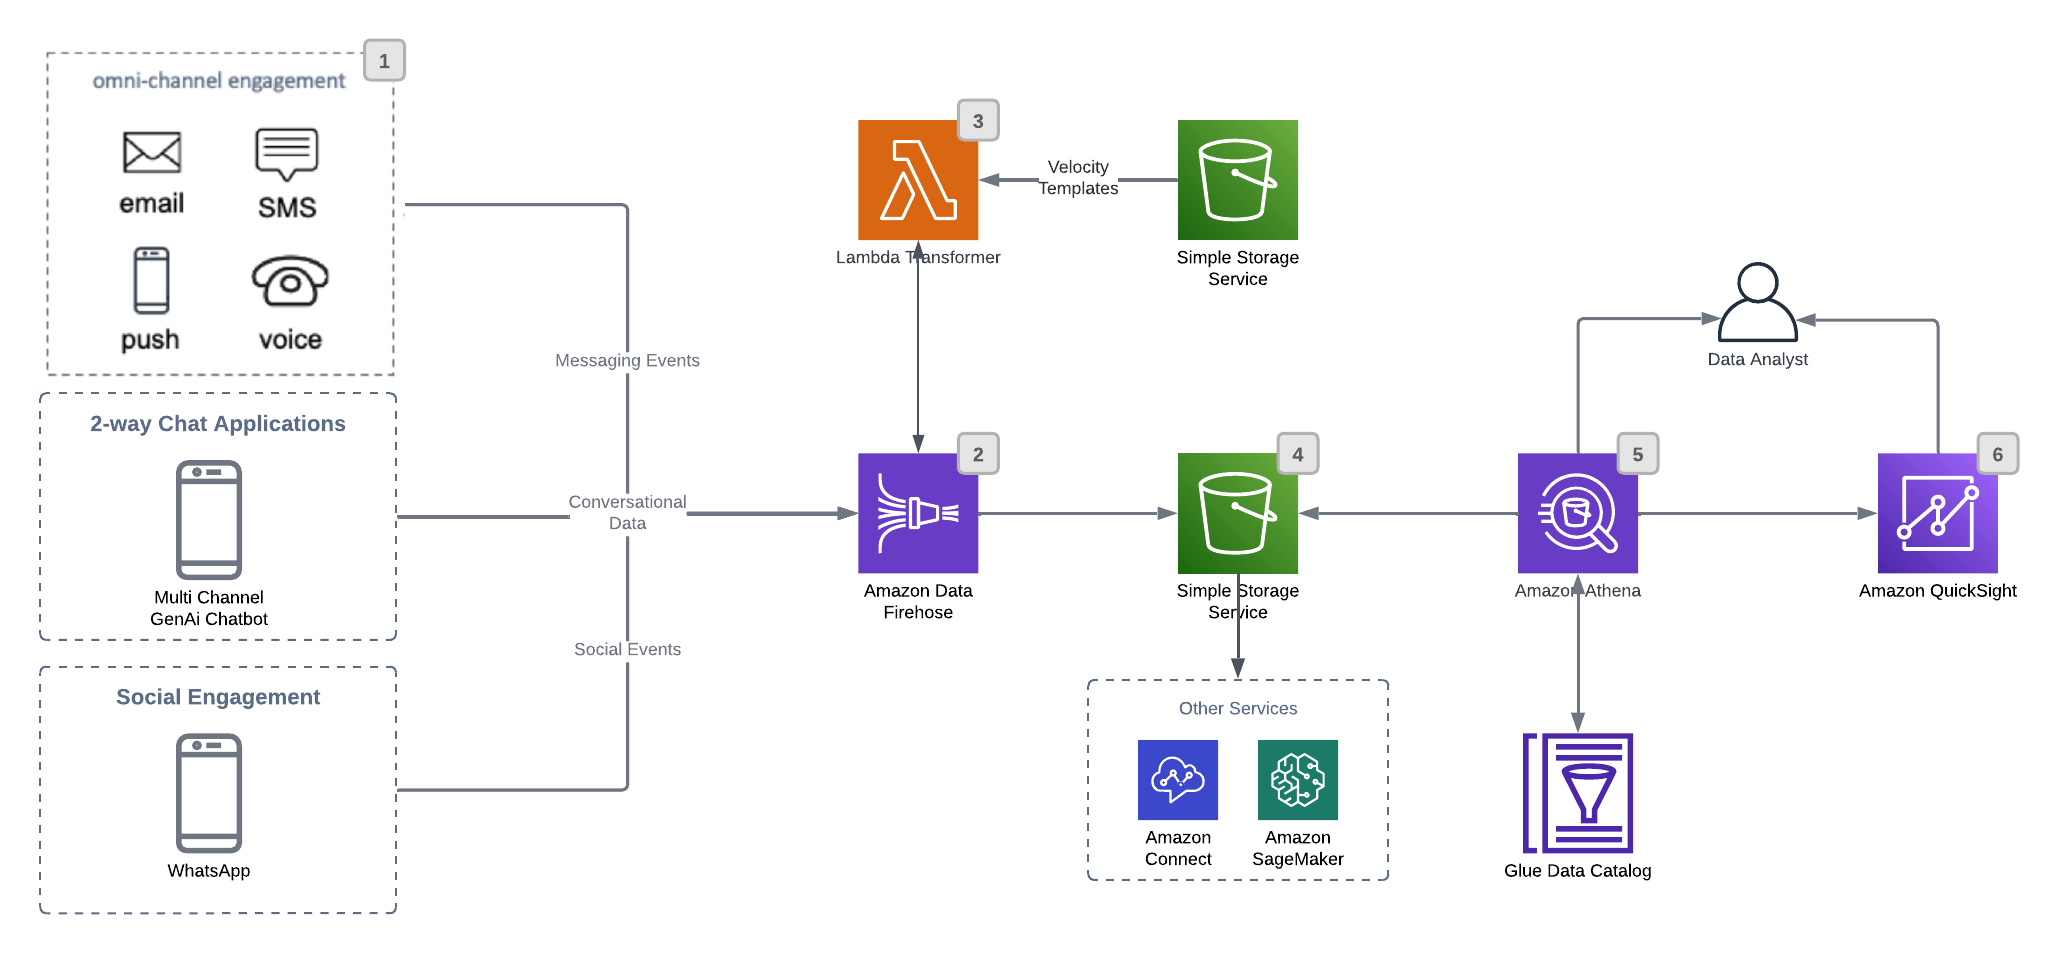 1
omni-channel engagement
email
SMS
push
voice
2-way Chat Applications
Multi Channel
GenAi Chatbot
Social Engagement
WhatsApp
Messaging Events
Conversational
Data
Social Events
3
Lambda Transformer
Velocity
Templates
Simple Storage
Service
2
Amazon Data
Firehose
4
Simple Storage
Service
Other Services
Amazon
Connect
Amazon
SageMaker
Data Analyst
5
Amazon Athena
6
Amazon QuickSight
Glue Data Catalog